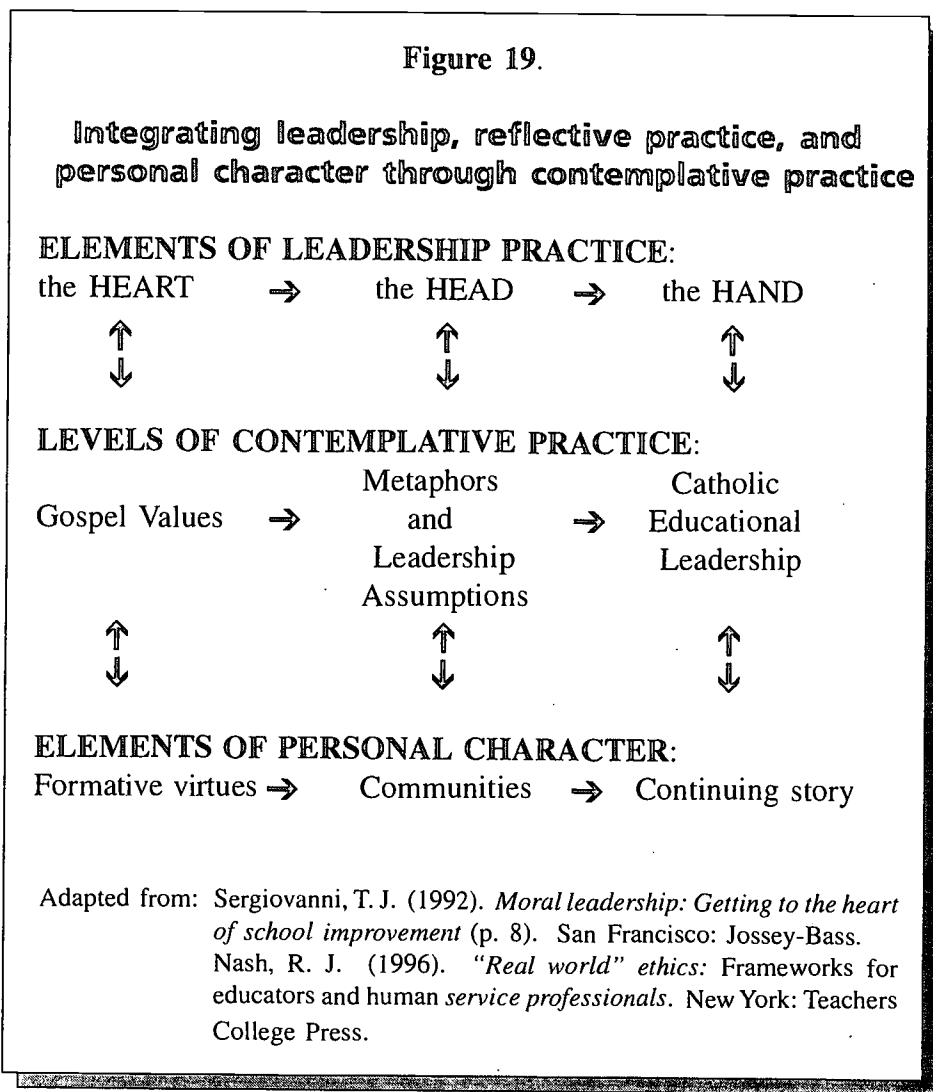 Figure 19.
Integrating leadership, reflective practice, and
personal character through contemplative practice
ELEMENTS OF LEADERSHIP PRACTICE:
the HEART → the HEAD → the HAND
↑ ↑ ↑
↓ ↓ ↓
LEVELS OF CONTEMPLATIVE PRACTICE:
Metaphors Catholic
Gospel Values → and → Educational
Leadership Leadership
Assumptions
↑ ↑ ↑
↓ ↓ ↓
ELEMENTS OF PERSONAL CHARACTER:
Formative virtues → Communities → Continuing story
Adapted from: Sergiovanni, T. J. (1992). Moral leadership: Getting to the heart
of school improvement (p. 8). San Francisco: Jossey-Bass.
Nash, R. J. (1996). "Real world" ethics: Frameworks for
educators and human service professionals. New York: Teachers
College Press.